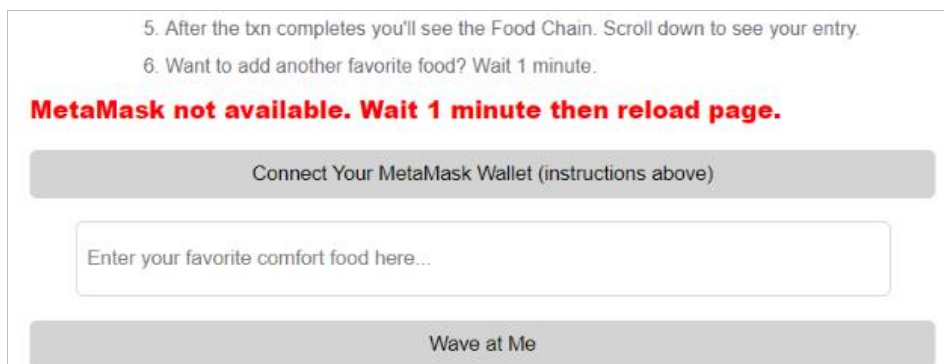 5. After the txn completes you'll see the Food Chain. Scroll down to see your entry.
6. Want to add another favorite food? Wait 1 minute.
MetaMask not available. Wait 1 minute then reload page.
Connect Your MetaMask Wallet (instructions above)
Enter your favorite comfort food here...
Wave at Me